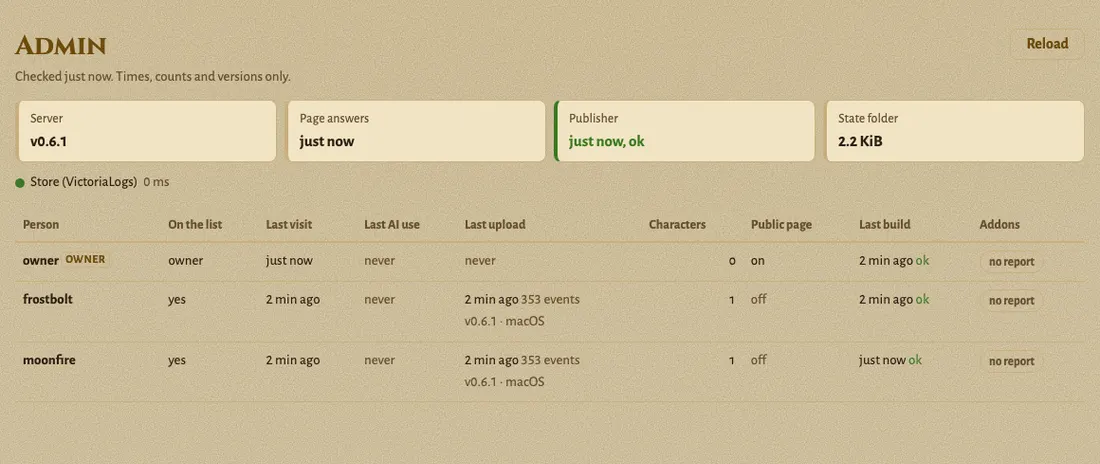 Admin
Reload
Checked just now. Times, counts and versions only.
Server
v0.6.1
Page answers
just now
Publisher
just now, ok
State folder
2.2 KiB
Store (VictoriaLogs) 0 ms
Person On the list Last visit Last AI use Last upload Characters Public page Last build Addons
owner OWNER owner just now never never 0 on 2 min ago ok no report
frostbolt yes 2 min ago never 2 min ago 353 events 1 off 2 min ago ok no report
v0.6.1 · macOS
moonfire yes 2 min ago never 2 min ago 353 events 1 off just now ok no report
v0.6.1 · macOS